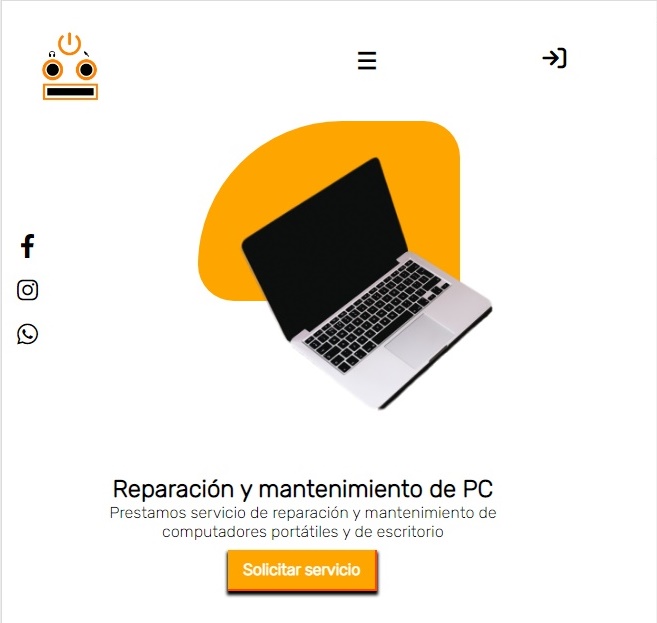 Reparación y mantenimiento de PC
Prestamos servicio de reparación y mantenimiento de
computadores portátiles y de escritorio
Solicitar servicio